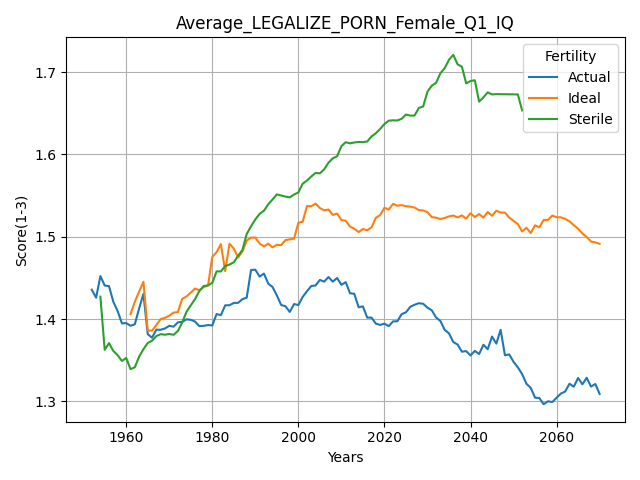 Average_LEGALIZE_PORN_Female_Q1_IQ
Fertility
Actual
Ideal
Sterile
Score(1-3)
1.7
1.6
1.5
1.4
1.3
1960 1980 2000 2020 2040 2060
Years